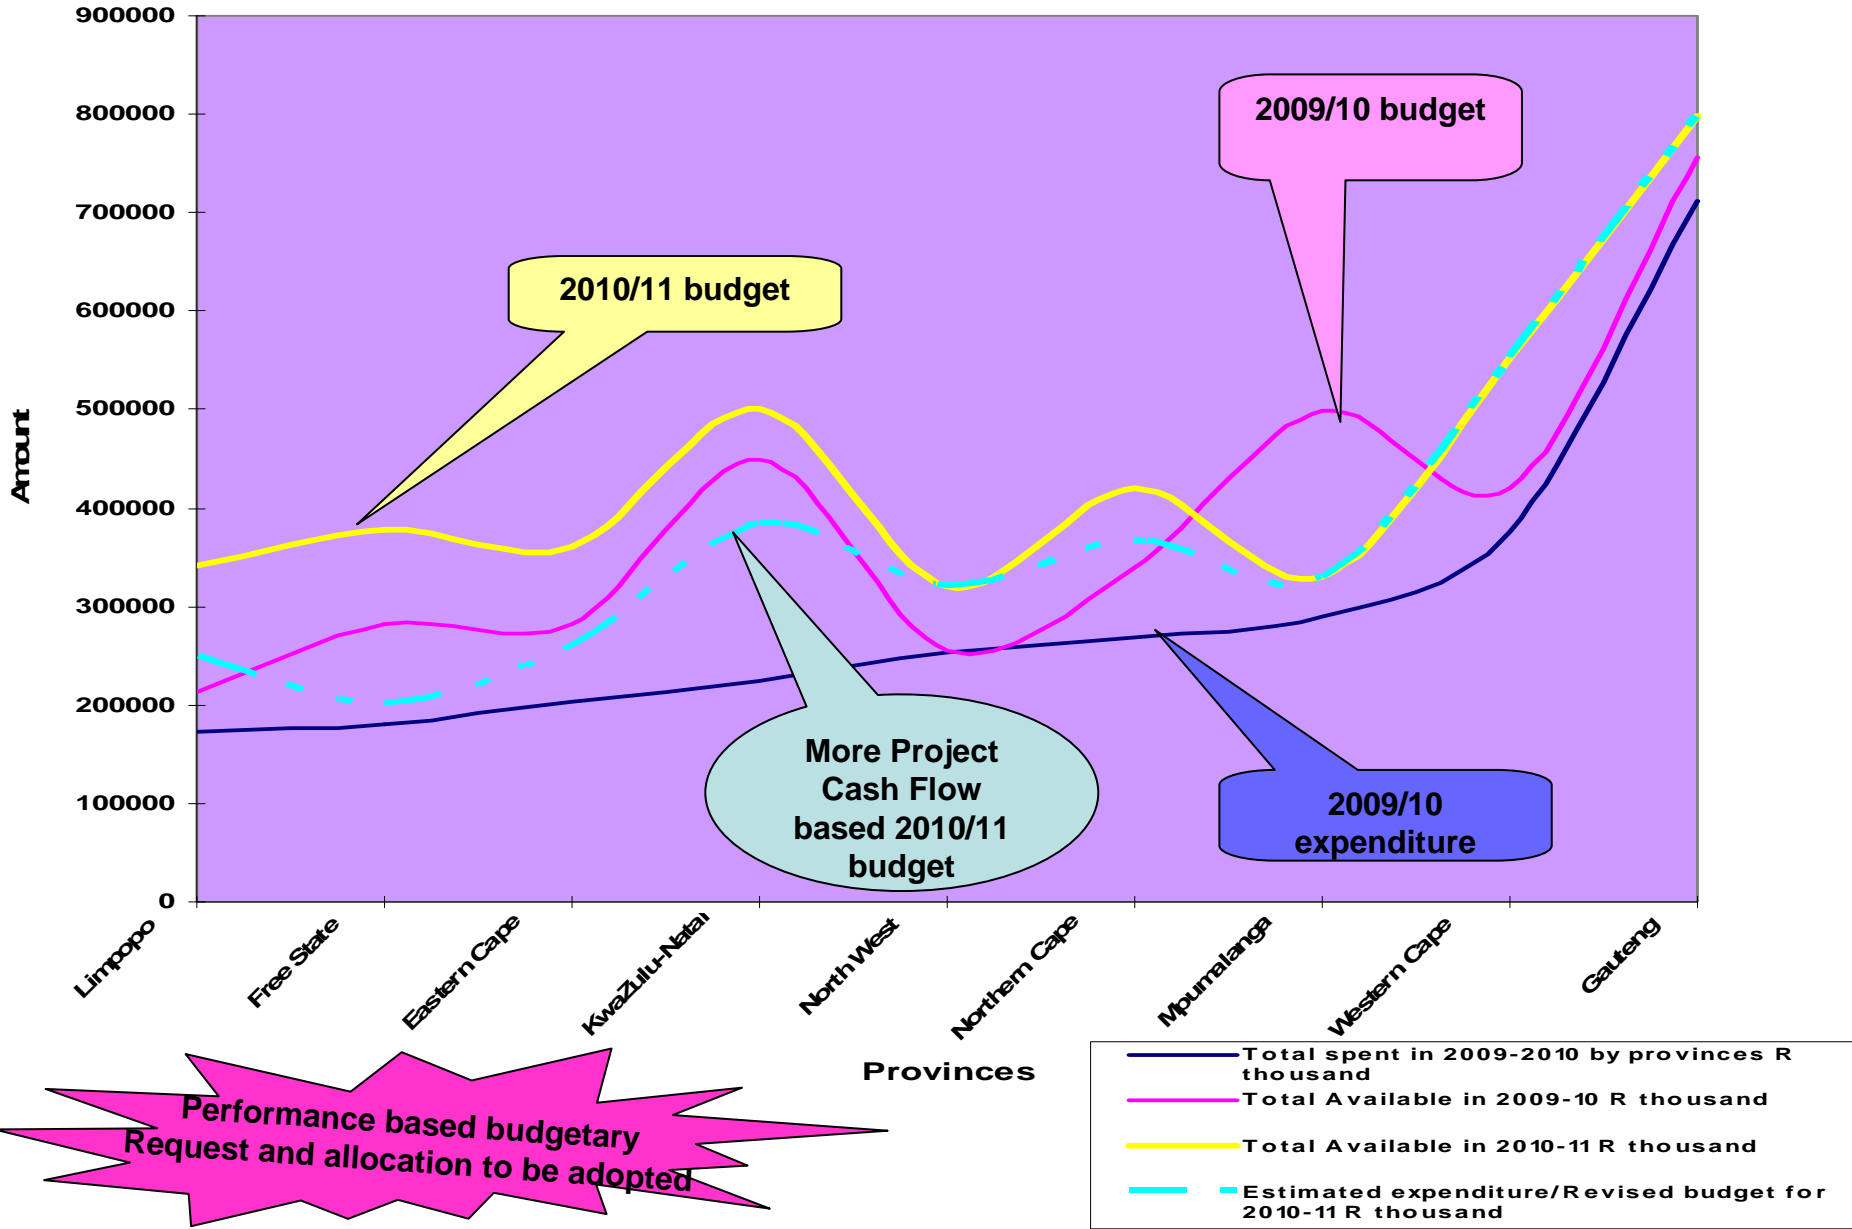 900000
800000
700000
600000
500000
400000
300000
200000
100000
0
Amount
2009/10 budget
2010/11 budget
More Project
Cash Flow
based 2010/11
budget
2009/10
expenditure
Limpopo
Free State
Eastern Cape
KwaZulu-Natal
North West
Northern Cape
Mpumalanga
Western Cape
Gauteng
Provinces
Total spent in 2009-2010 by provinces R
thousand
Total Available in 2009-10 R thousand
Total Available in 2010-11 R thousand
Estimated expenditure/Revised budget for
2010-11 R thousand
Performance based budgetary
Request and allocation to be adopted